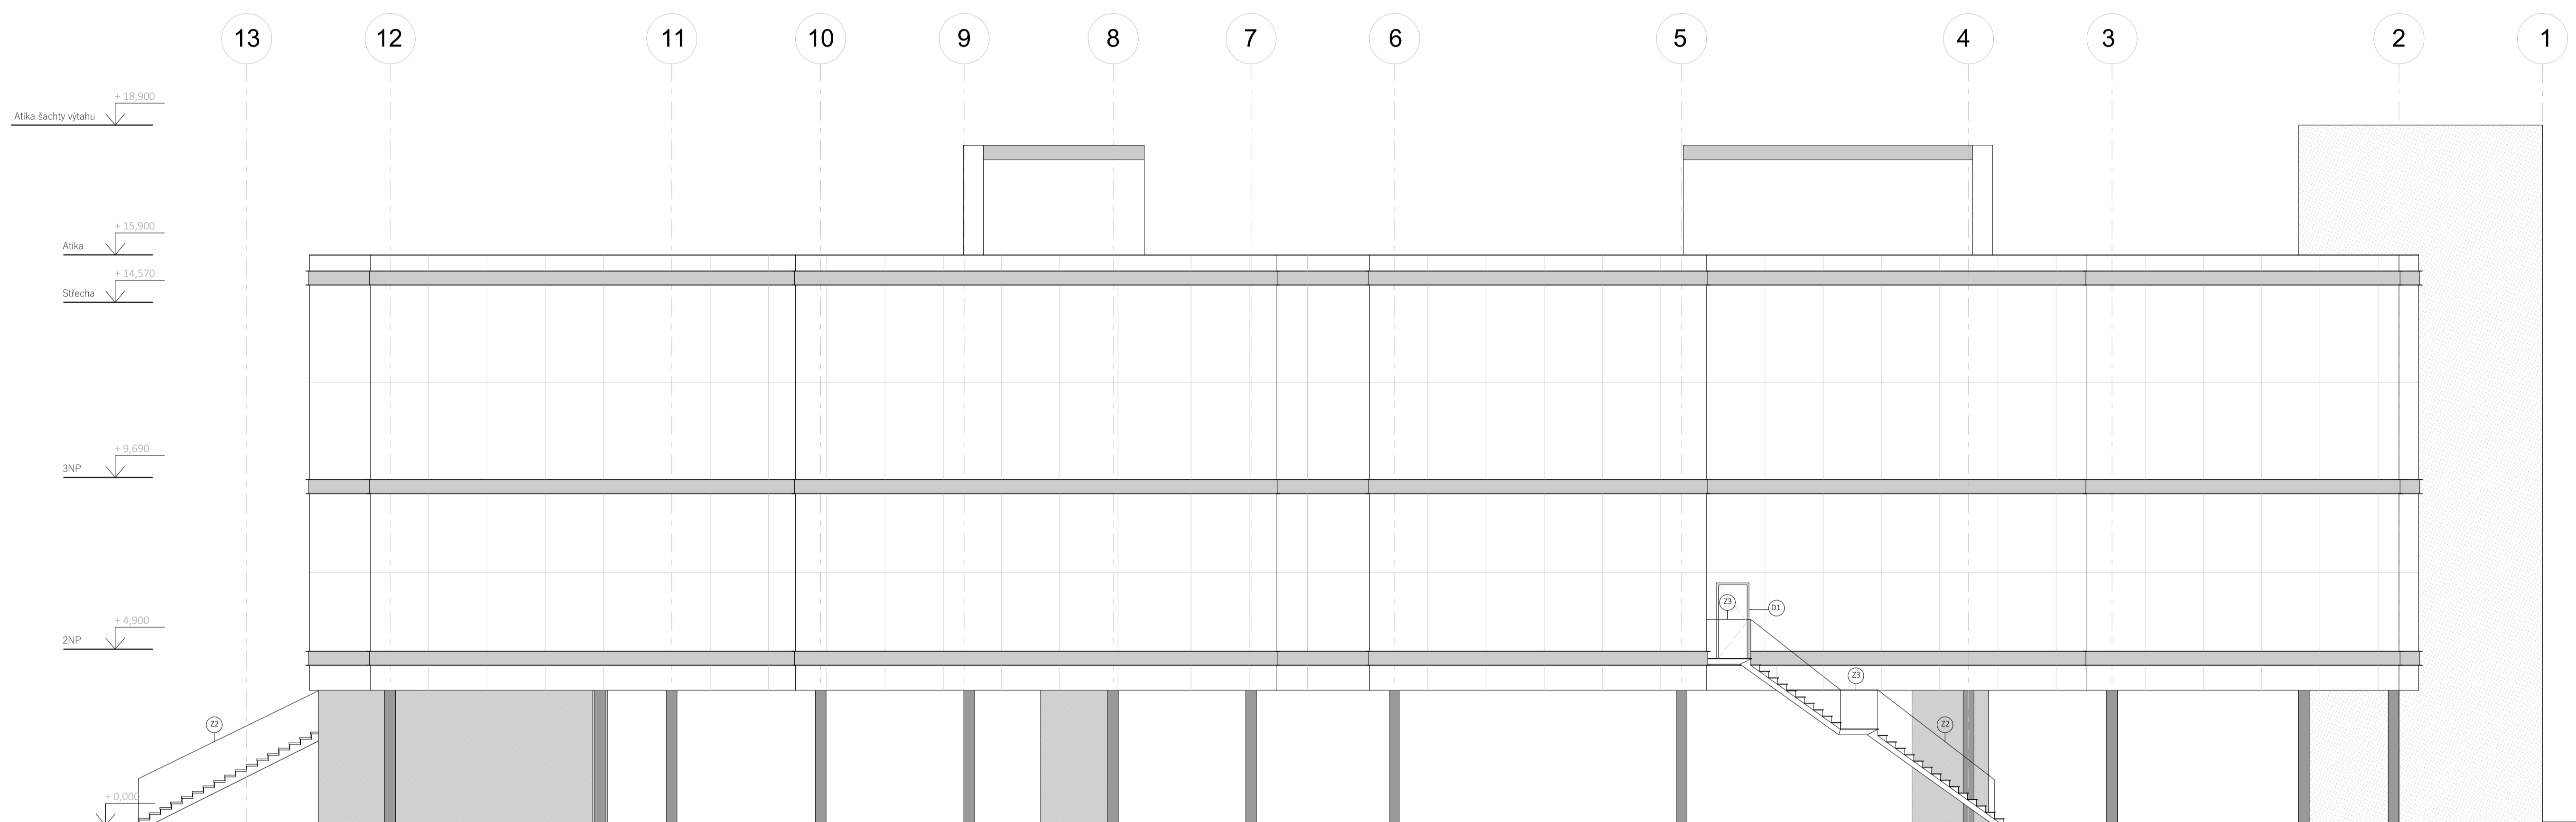 13 12 11 10 9 8 7 6 5 4 3 2 1
+ 18,900
Atika šachty výtahu
+ 15,900
Atika
+ 14,570
Střecha
+ 9,690
3NP
Z3
D1
+ 4,900
2NP
Z3
Z2
Z2
+ 0,000